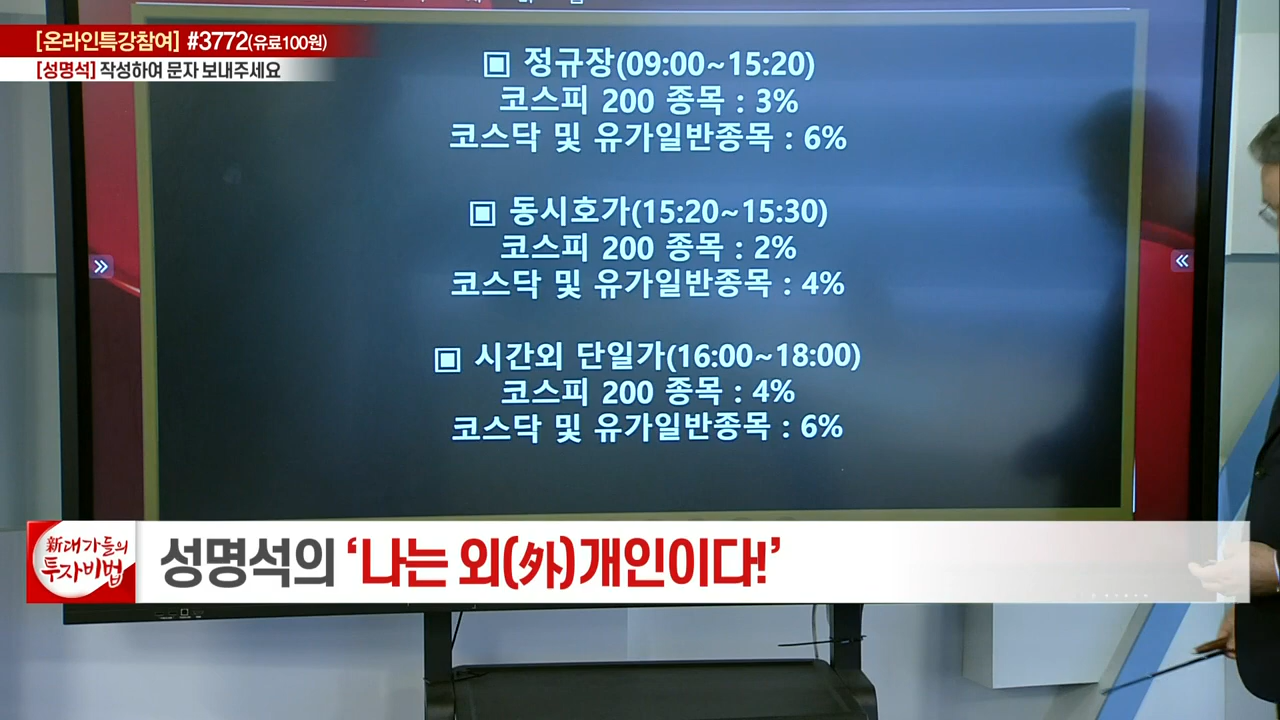 [온라인특강참여] #3772(유료100원)
[성명석] 작성하여 문자 보내주세요
▣ 정규장(09:00~15:20)
코스피 200 종목 : 3%
코스닥 및 유가일반종목 : 6%
▣ 동시호가(15:20~15:30)
코스피 200 종목 : 2%
코스닥 및 유가일반종목 : 4%
▣ 시간외 단일가(16:00~18:00)
코스피 200 종목 : 4%
코스닥 및 유가일반종목 : 6%
新대가들의
투자비법
성명석의 ‘나는 외(外)개인이다!’